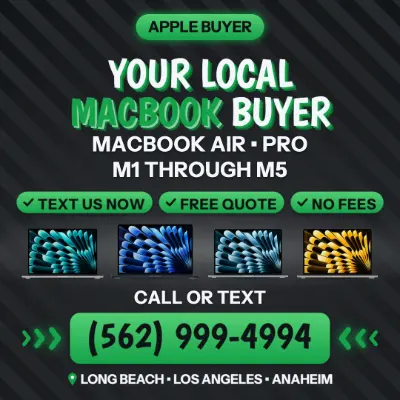 APPLE BUYER
YOUR LOCAL
MACBOOK BUYER
MACBOOK AIR ▪ PRO
M1 THROUGH M5
✓ TEXT US NOW ✓ FREE QUOTE ✓ NO FEES
CALL OR TEXT
(562) 999-4994
LONG BEACH ▪ LOS ANGELES ▪ ANAHEIM